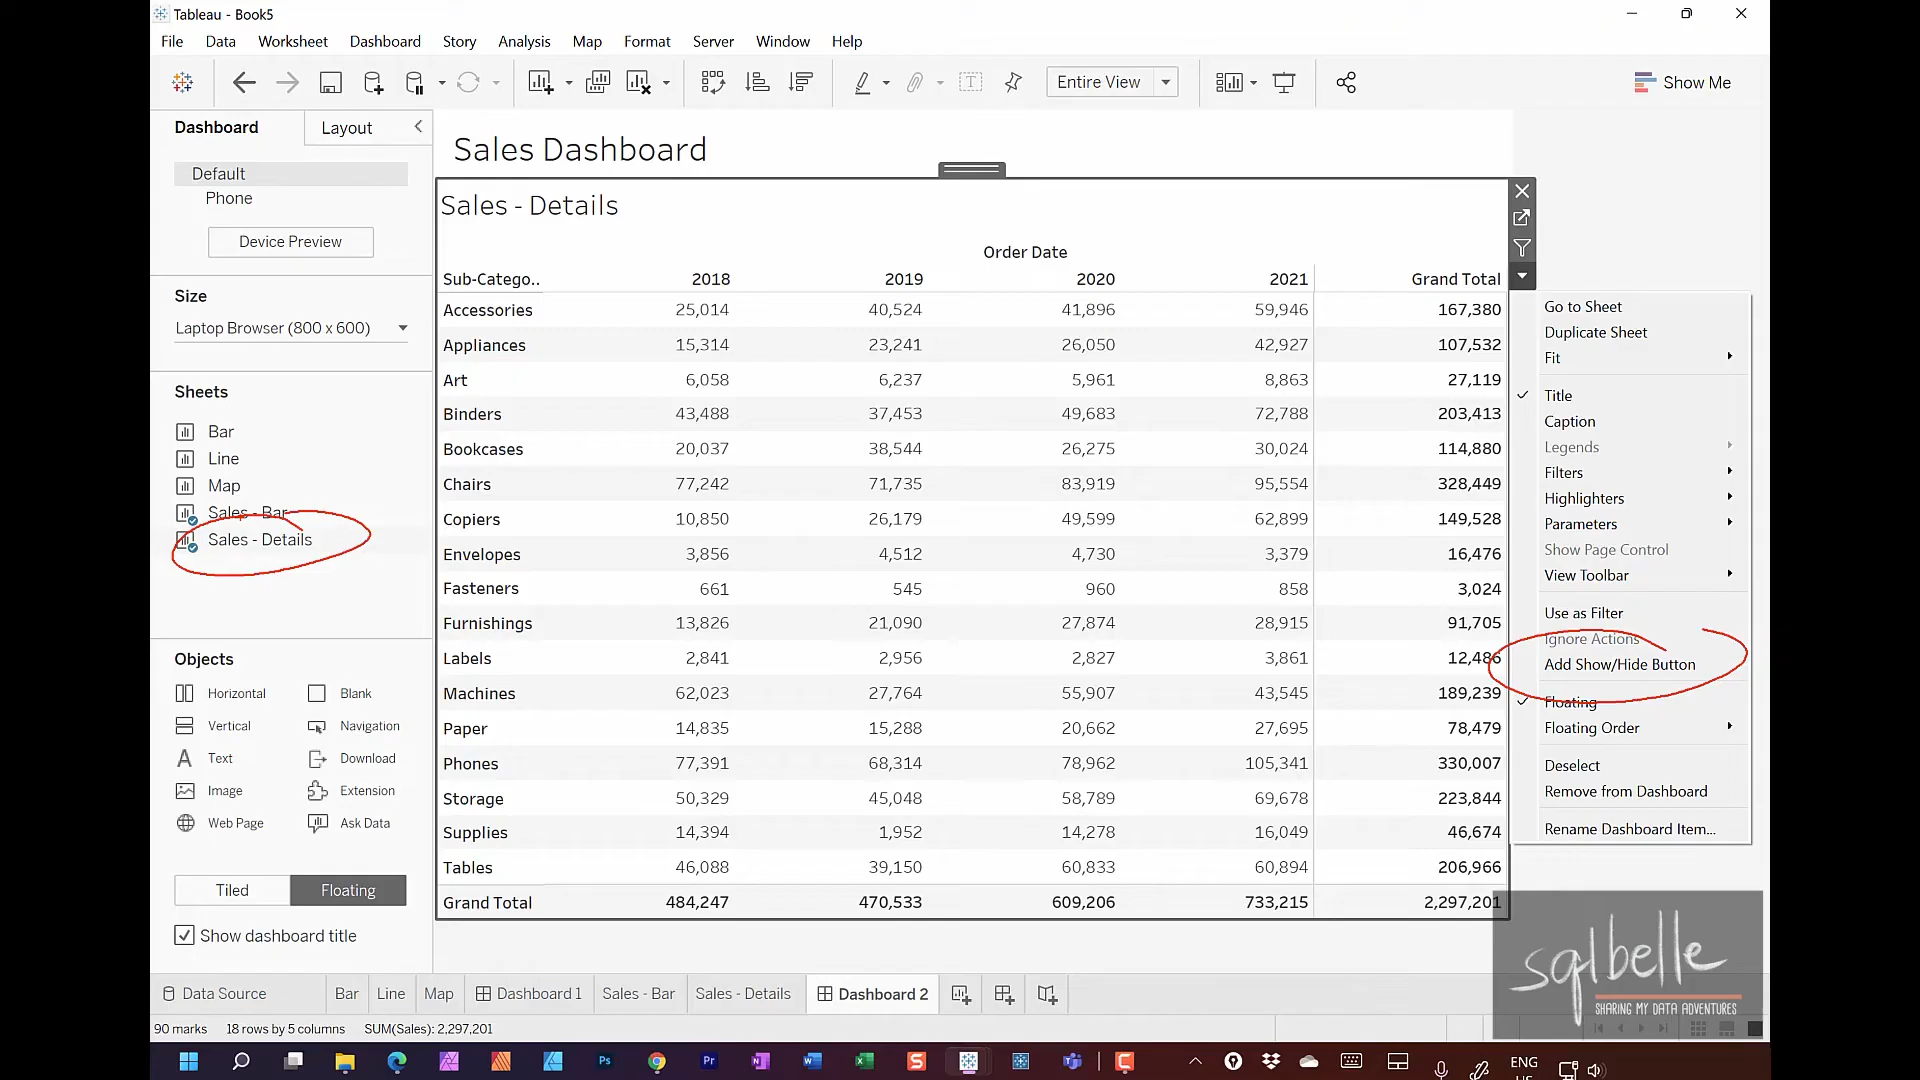 Tableau - Book5
File Data Worksheet Dashboard Story Analysis Map Format Server Window Help
Entire View
Show Me
Dashboard Layout
Default
Phone
Device Preview
Size
Laptop Browser (800 x 600)
Sheets
Bar
Line
Map
Sales - Bar
Sales - Details
Objects
Horizontal Blank
Vertical Navigation
Text Download
Image Extension
Web Page Ask Data
Tiled Floating
Show dashboard title
Sales Dashboard
Sales - Details
Order Date
Sub-Catego.. 2018 2019 2020 2021 Grand Total
Accessories 25,014 40,524 41,896 59,946 167,380
Appliances 15,314 23,241 26,050 42,927 107,532
Art 6,058 6,237 5,961 8,863 27,119
Binders 43,488 37,453 49,683 72,788 203,413
Bookcases 20,037 38,544 26,275 30,024 114,880
Chairs 77,242 71,735 83,919 95,554 328,449
Copiers 10,850 26,179 49,599 62,899 149,528
Envelopes 3,856 4,512 4,730 3,379 16,476
Fasteners 661 545 960 858 3,024
Furnishings 13,826 21,090 27,874 28,915 91,705
Labels 2,841 2,956 2,827 3,861 12,486
Machines 62,023 27,764 55,907 43,545 189,239
Paper 14,835 15,288 20,662 27,695 78,479
Phones 77,391 68,314 78,962 105,341 330,007
Storage 50,329 45,048 58,789 69,678 223,844
Supplies 14,394 1,952 14,278 16,049 46,674
Tables 46,088 39,150 60,833 60,894 206,966
Grand Total 484,247 470,533 609,206 733,215 2,297,201
Go to Sheet
Duplicate Sheet
Fit
Title
Caption
Legends
Filters
Highlighters
Parameters
Show Page Control
View Toolbar
Use as Filter
Ignore Actions
Add Show/Hide Button
Floating
Floating Order
Deselect
Remove from Dashboard
Rename Dashboard Item...
sqlbelle
SHARING MY DATA ADVENTURES
Data Source Bar Line Map Dashboard 1 Sales - Bar Sales - Details Dashboard 2
90 marks 18 rows by 5 columns SUM(Sales): 2,297,201
ENG